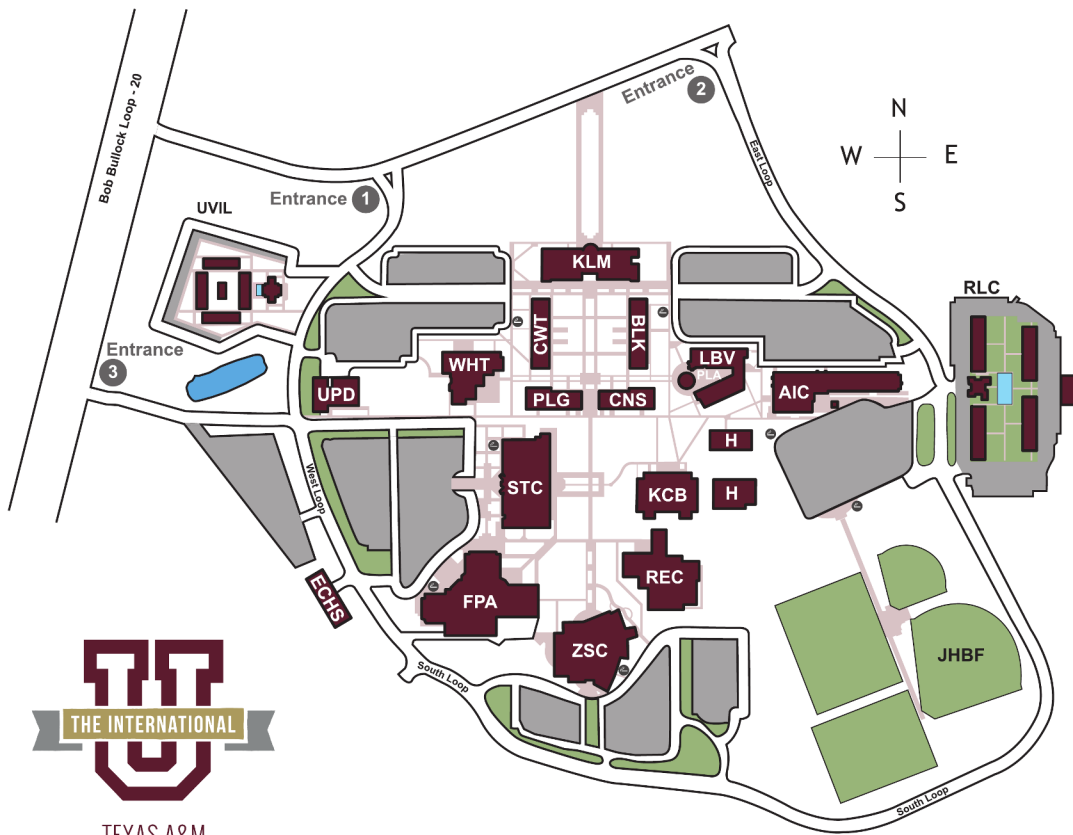 Bob Bullock Loop - 20
Entrance 2
N
W E
S
East Loop
Entrance 1
UVIL
KLM
RLC
Entrance
3
CWT
BLK
WHT
LBV
PLA
UPD
PLG
CNS
AIC
H
STC
KCB
H
West Loop
ECHS
FPA
REC
ZSC
JHBF
South Loop
South Loop
U
THE INTERNATIONAL
TEXAS A&M